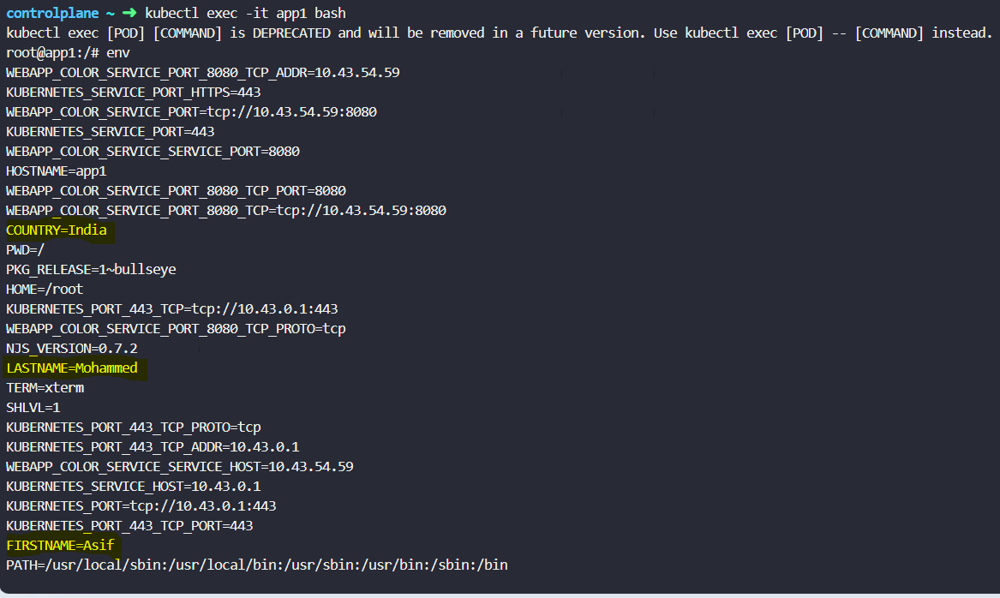 controlplane ~ ➜ kubectl exec -it app1 bash
kubectl exec [POD] [COMMAND] is DEPRECATED and will be removed in a future version. Use kubectl exec [POD] -- [COMMAND] instead.
root@app1:/# env
WEBAPP_COLOR_SERVICE_PORT_8080_TCP_ADDR=10.43.54.59
KUBERNETES_SERVICE_PORT_HTTPS=443
WEBAPP_COLOR_SERVICE_PORT=tcp://10.43.54.59:8080
KUBERNETES_SERVICE_PORT=443
WEBAPP_COLOR_SERVICE_SERVICE_PORT=8080
HOSTNAME=app1
WEBAPP_COLOR_SERVICE_PORT_8080_TCP_PORT=8080
WEBAPP_COLOR_SERVICE_PORT_8080_TCP=tcp://10.43.54.59:8080
COUNTRY=India
PWD=/
PKG_RELEASE=1~bullseye
HOME=/root
KUBERNETES_PORT_443_TCP=tcp://10.43.0.1:443
WEBAPP_COLOR_SERVICE_PORT_8080_TCP_PROTO=tcp
NJS_VERSION=0.7.2
LASTNAME=Mohammed
TERM=xterm
SHLVL=1
KUBERNETES_PORT_443_TCP_PROTO=tcp
KUBERNETES_PORT_443_TCP_ADDR=10.43.0.1
WEBAPP_COLOR_SERVICE_SERVICE_HOST=10.43.54.59
KUBERNETES_SERVICE_HOST=10.43.0.1
KUBERNETES_PORT=tcp://10.43.0.1:443
KUBERNETES_PORT_443_TCP_PORT=443
FIRSTNAME=Asif
PATH=/usr/local/sbin:/usr/local/bin:/usr/sbin:/usr/bin:/sbin:/bin